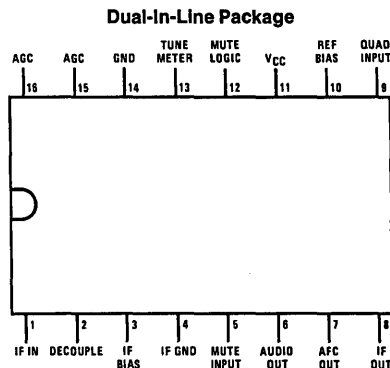 Dual-In-Line Package
AGC AGC GND TUNE METER MUTE LOGIC VCC REF BIAS QUAD INPUT
16 15 14 13 12 11 10 9
1 2 3 4 5 6 7 8
IF IN DECOUPLE IF BIAS IF GND MUTE INPUT AUDIO OUT AFC OUT IF OUT